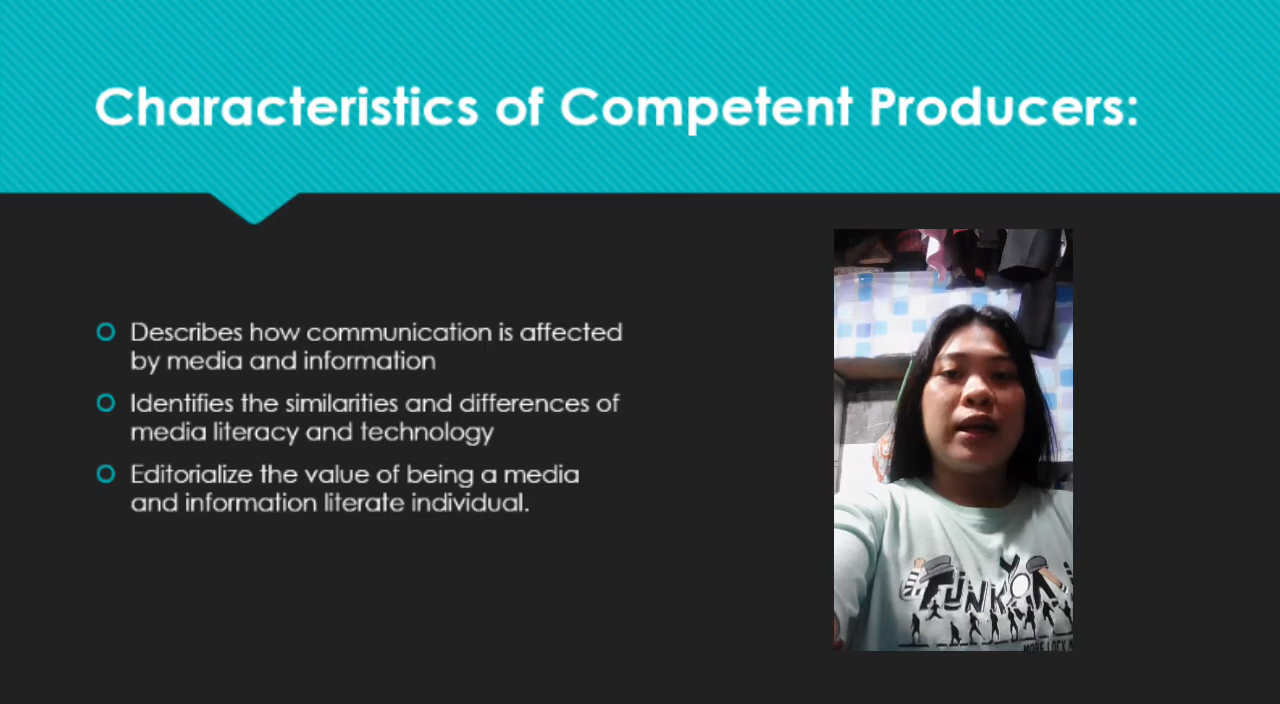 Characteristics of Competent Producers:
Describes how communication is affected
by media and information
Identifies the similarities and differences of
media literacy and technology
Editorialize the value of being a media
and information literate individual.